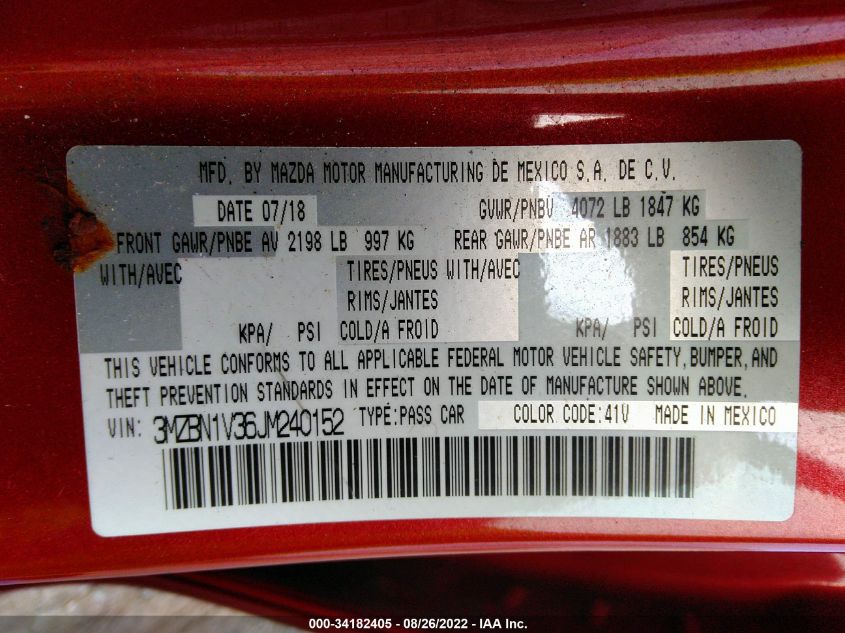 MFD. BY MAZDA MOTOR MANUFACTURING DE MEXICO S.A. DE C.V.
DATE 07/18 GVWR/PNBV 4072 LB 1847 KG
FRONT GAWR/PNBE AV 2198 LB 997 KG REAR GAWR/PNBE AR 1883 LB 854 KG
WITH/AVEC TIRES/PNEUS WITH/AVEC TIRES/PNEUS
RIMS/JANTES RIMS/JANTES
KPA/ PSI COLD/A FROID KPA/ PSI COLD/A FROID
THIS VEHICLE CONFORMS TO ALL APPLICABLE FEDERAL MOTOR VEHICLE SAFETY,BUMPER,AND
THEFT PREVENTION STANDARDS IN EFFECT ON THE DATE OF MANUFACTURE SHOWN ABOVE.
VIN: 3MZBN1V36JM240152 TYPE:PASS CAR COLOR CODE:41V MADE IN MEXICO
000-34182405 - 08/26/2022 - IAA Inc.